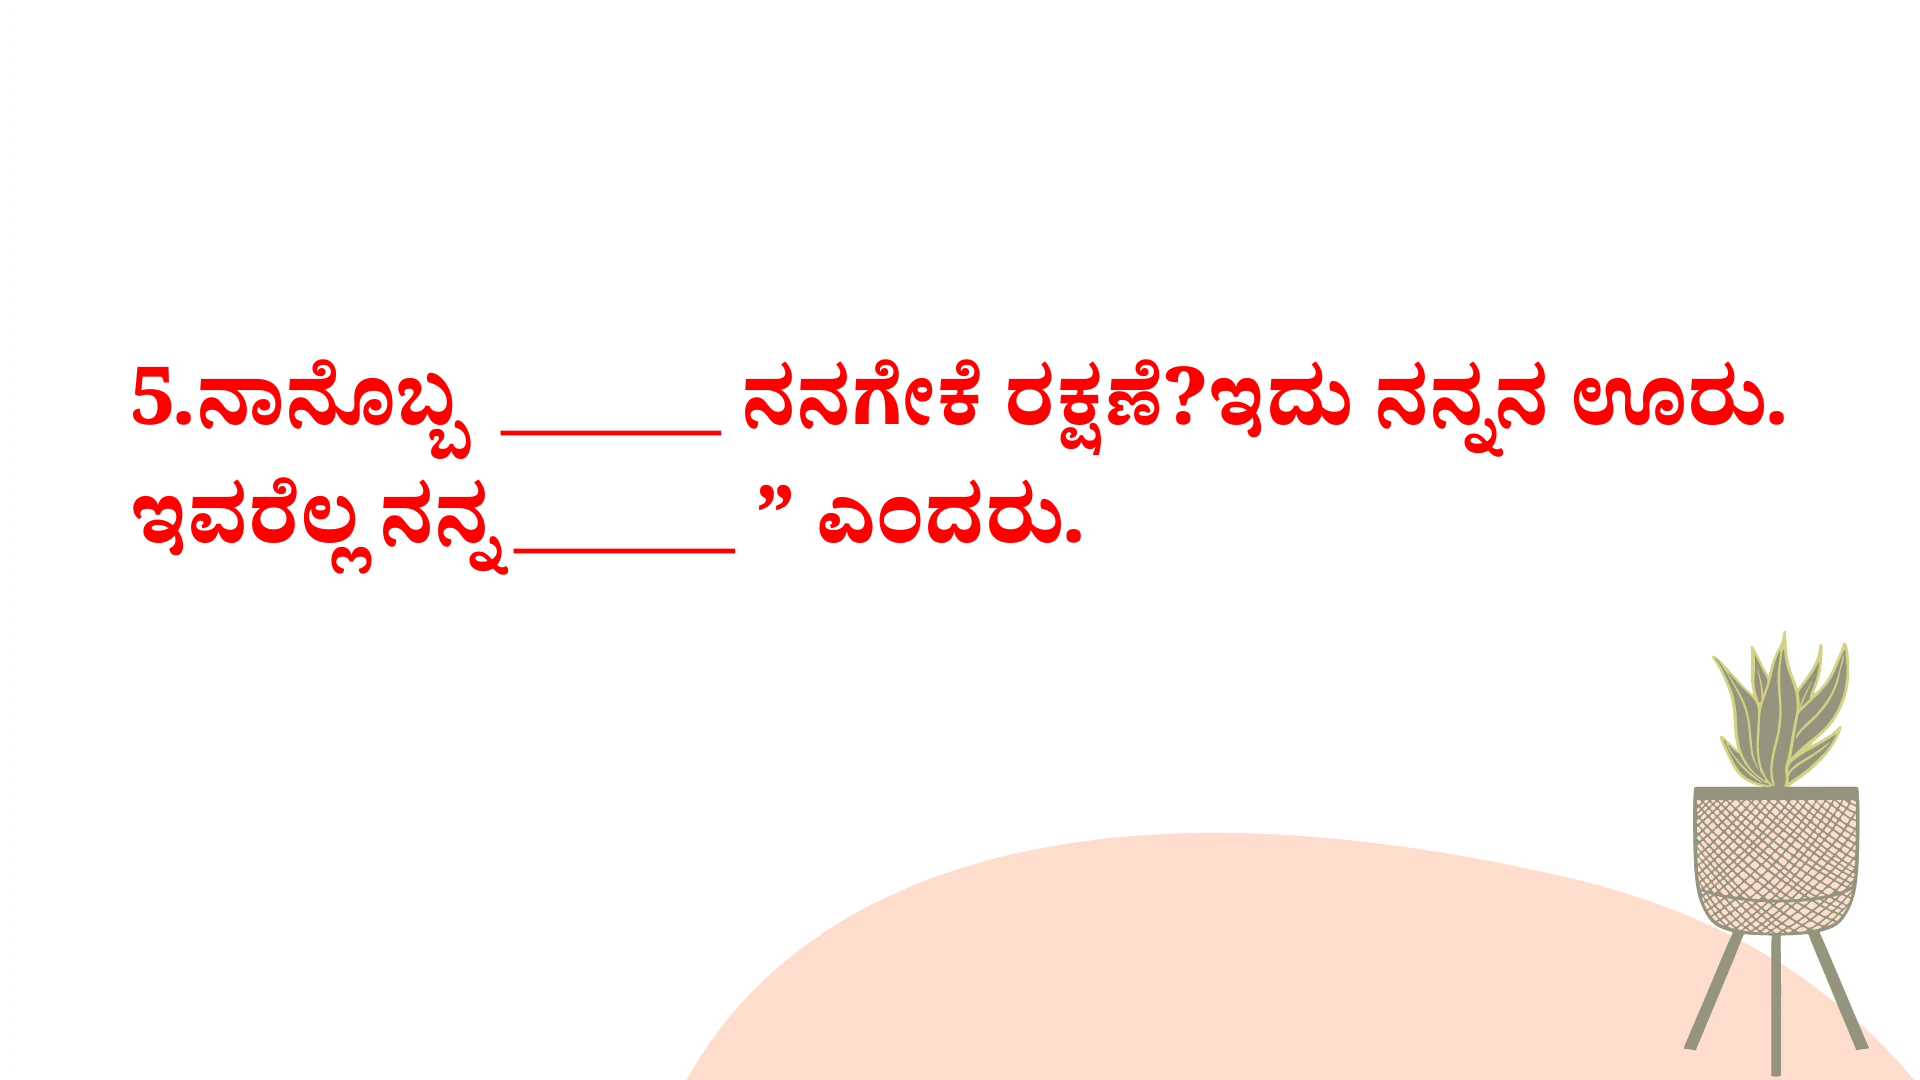 5.ನಾನೊಬ್ಬ ______ ನನಗೇಕೆ ರಕ್ಷಣೆ?ಇದು ನನ್ನನ ಊರು.
ಇವರೆಲ್ಲ ನನ್ನ______ ” ಎಂದರು.